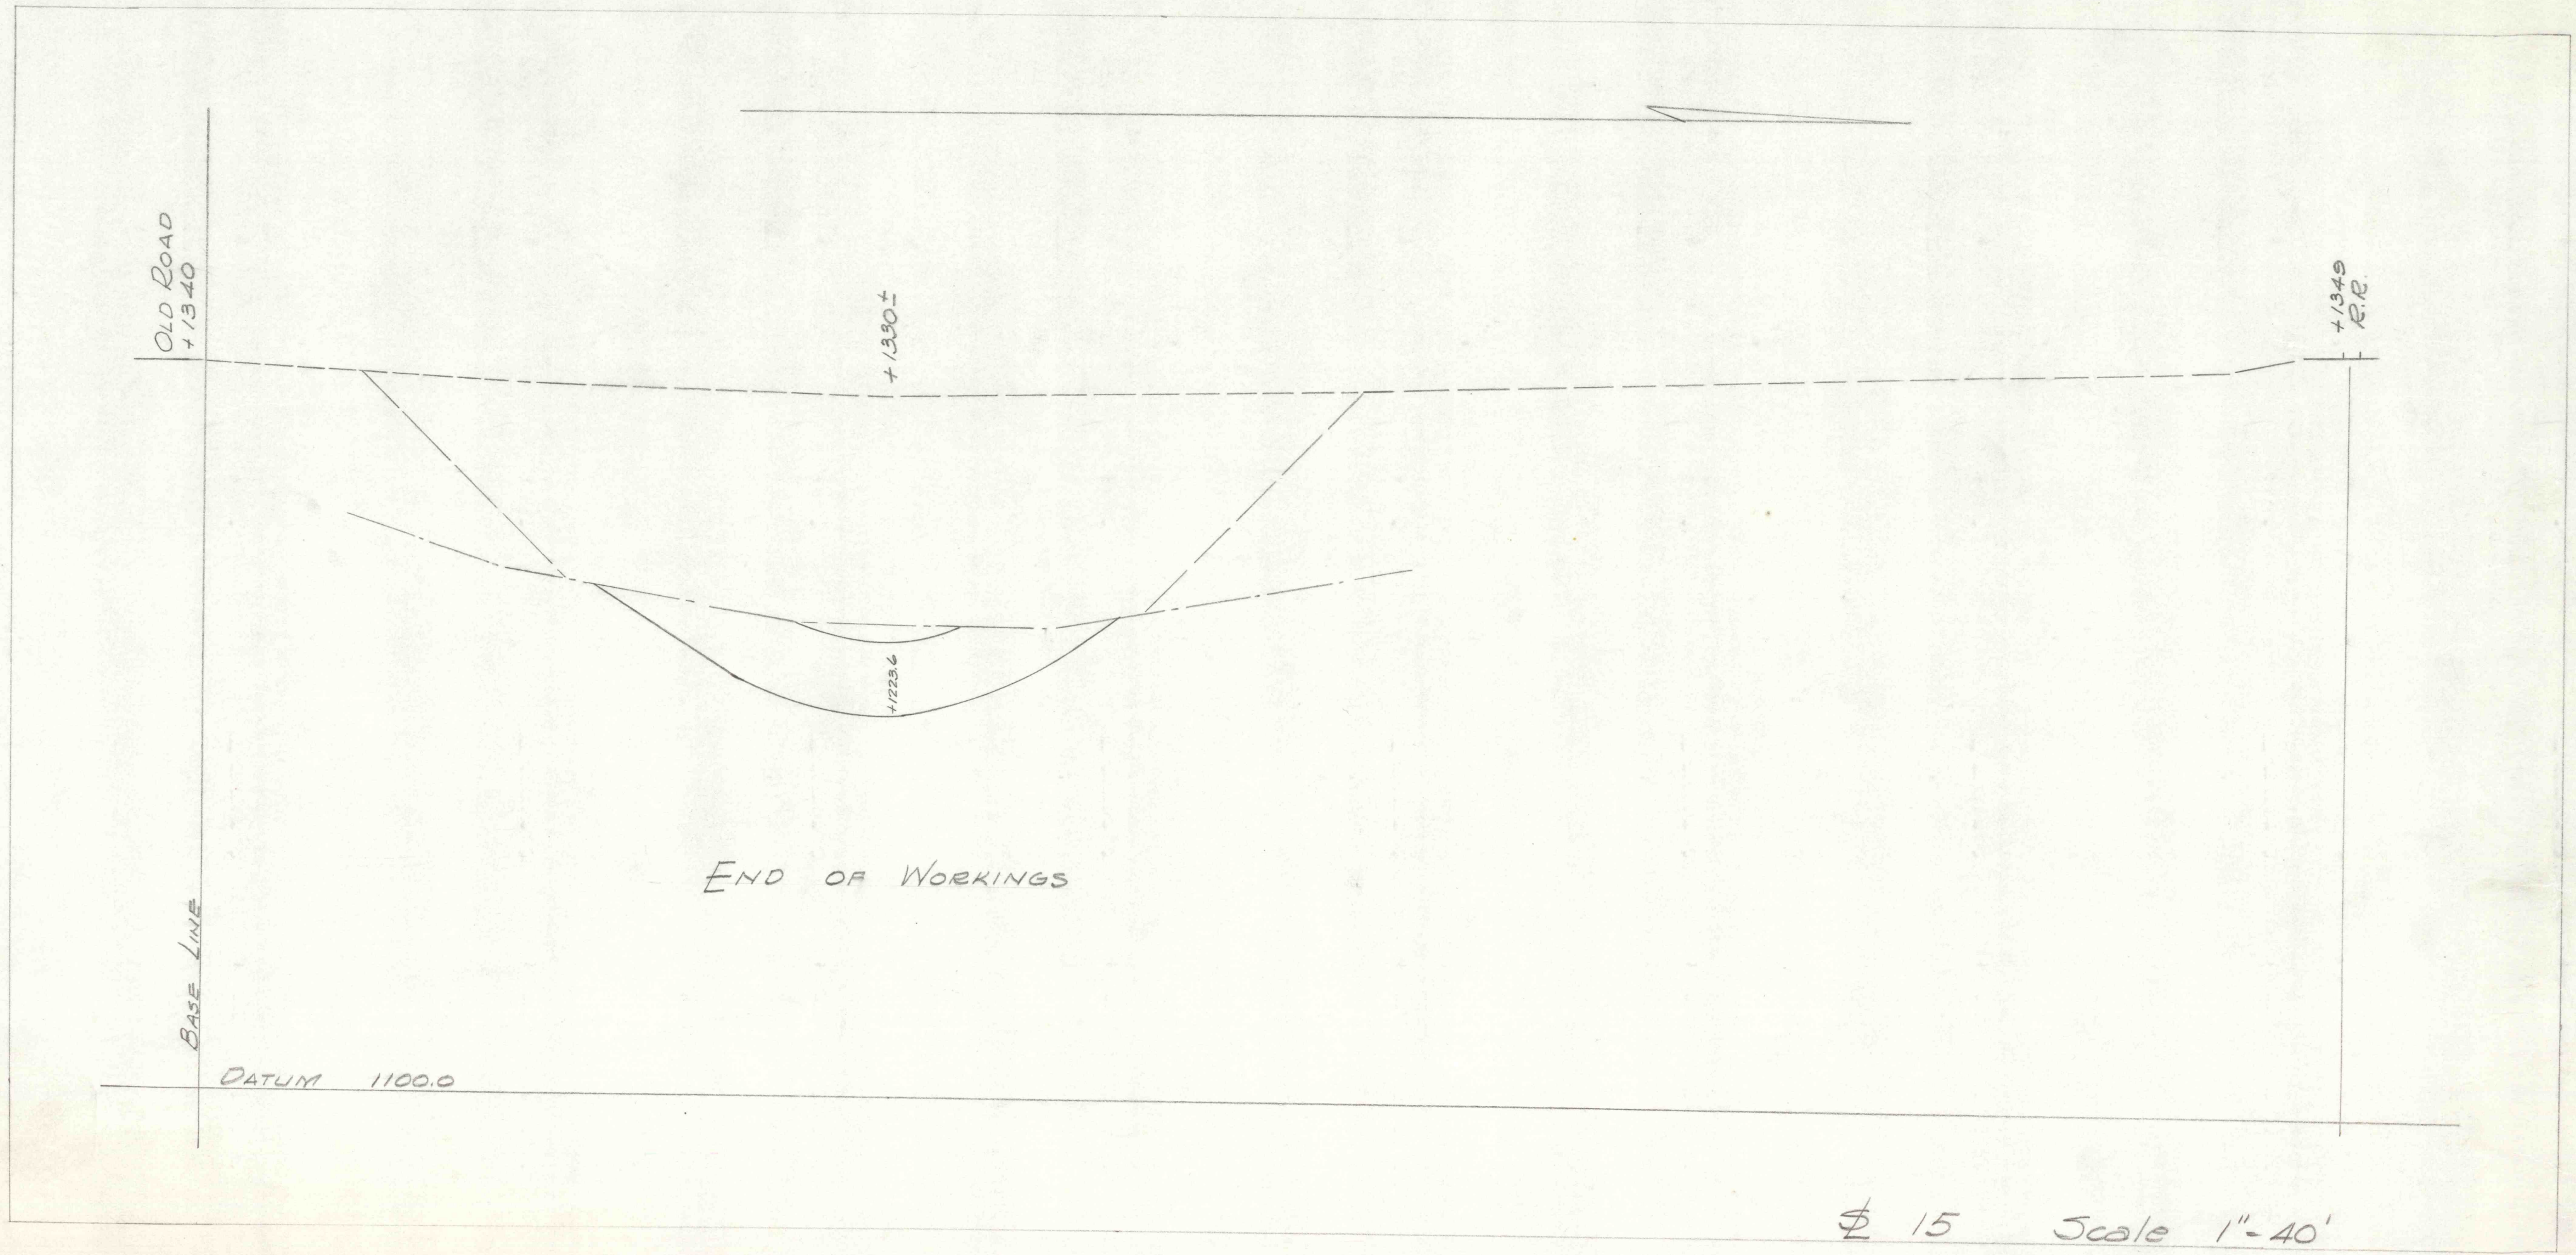 OLD ROAD
+1340
+1330±
+1349
R.R.
+1223.6
END OF WORKINGS
BASE LINE
DATUM 1100.0
15 Scale 1"=40'